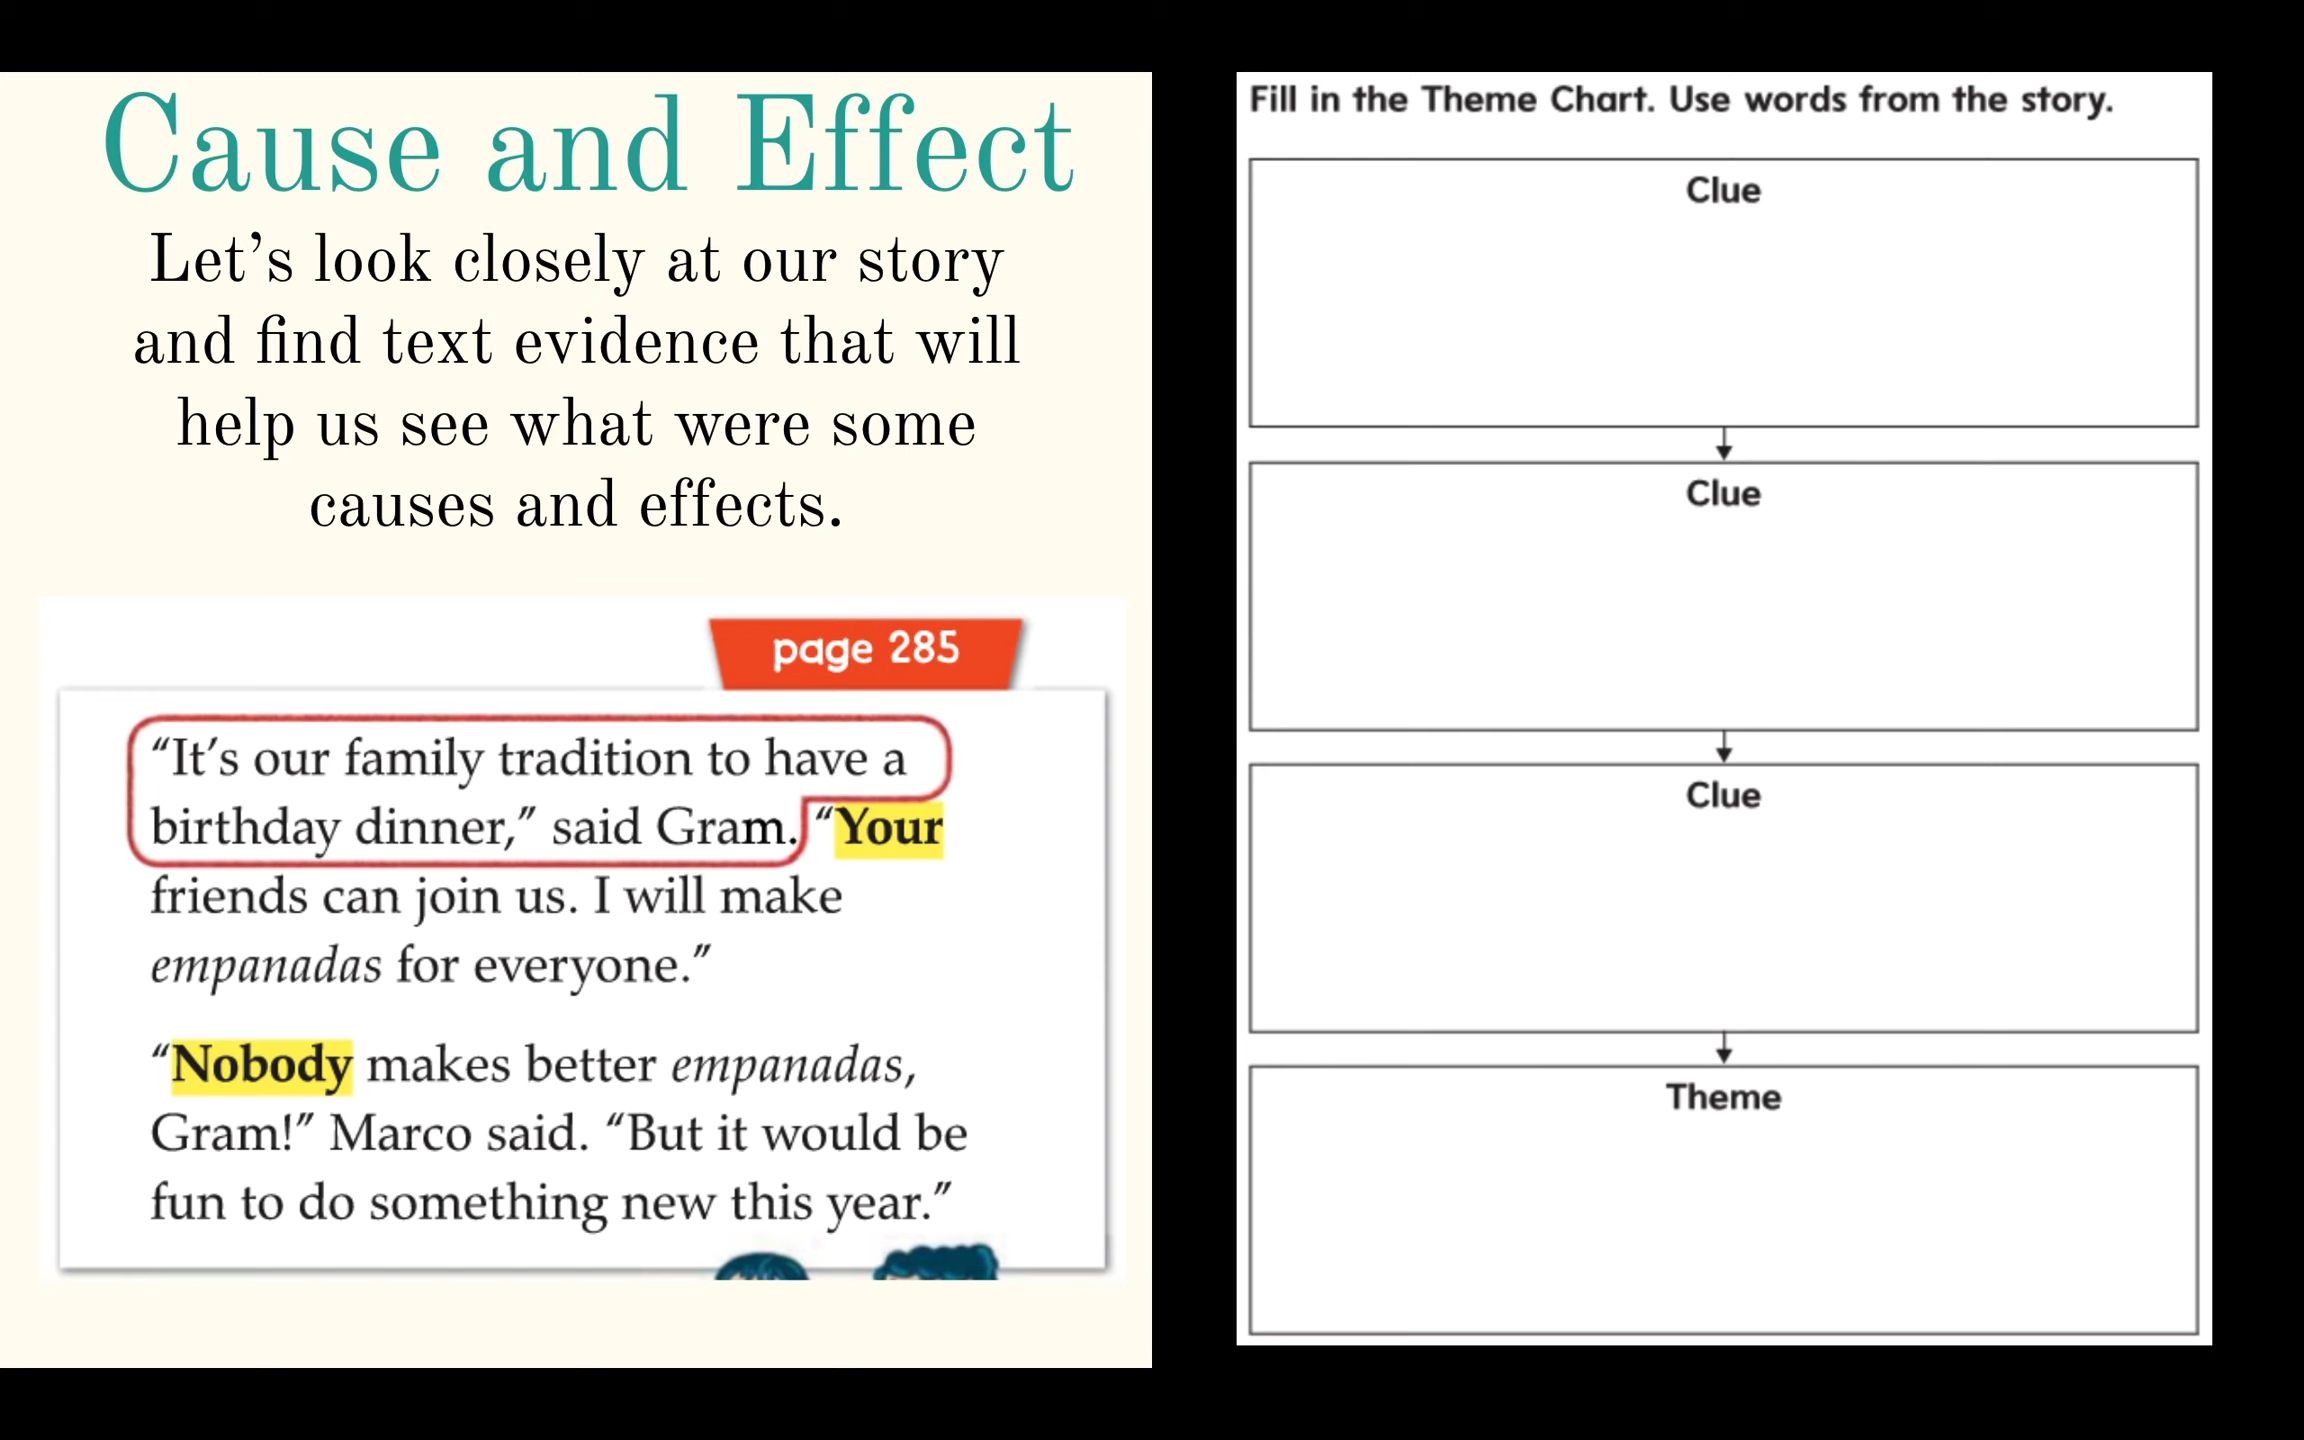 Cause and Effect
Let's look closely at our story
and find text evidence that will
help us see what were some
causes and effects.
page 285
“It's our family tradition to have a
birthday dinner,” said Gram. “Your
friends can join us. I will make
empanadas for everyone.”
“Nobody makes better empanadas,
Gram!” Marco said. “But it would be
fun to do something new this year.”
Fill in the Theme Chart. Use words from the story.
Clue
Clue
Clue
Theme